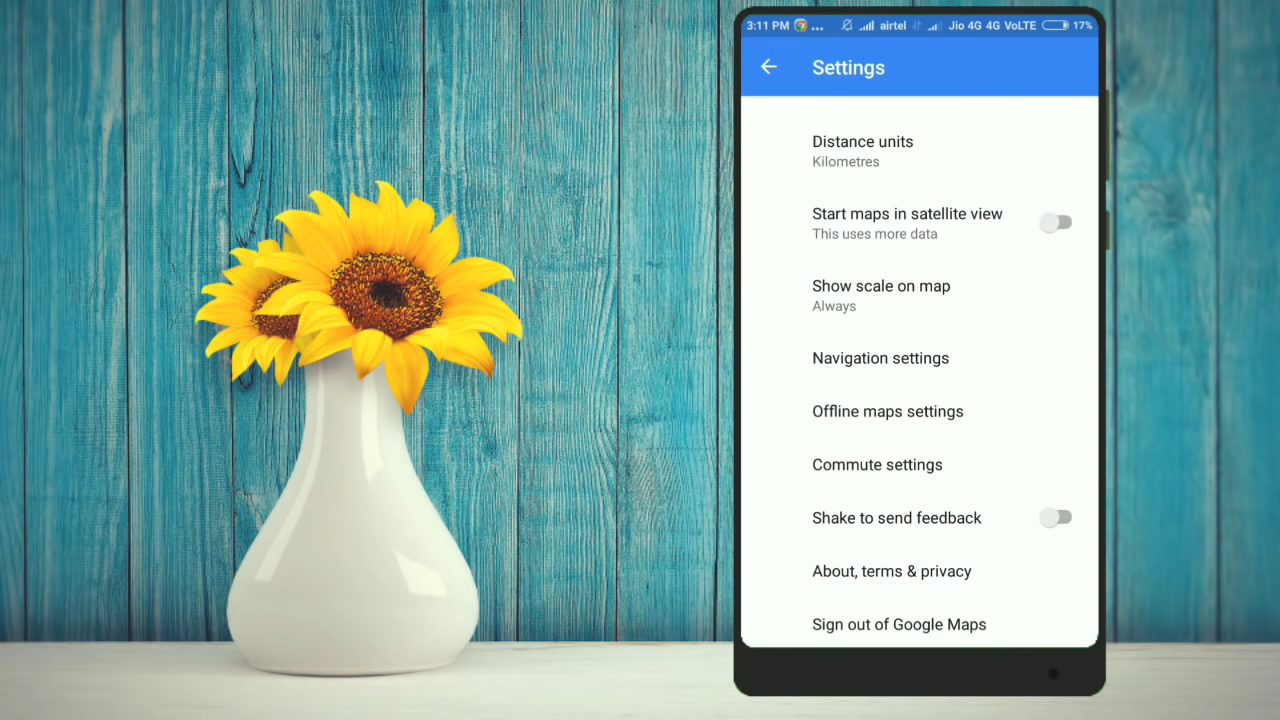 3:11 PM ... airtel Jio 4G 4G VoLTE 17%
Settings
Distance units
Kilometres
Start maps in satellite view
This uses more data
Show scale on map
Always
Navigation settings
Offline maps settings
Commute settings
Shake to send feedback
About, terms & privacy
Sign out of Google Maps